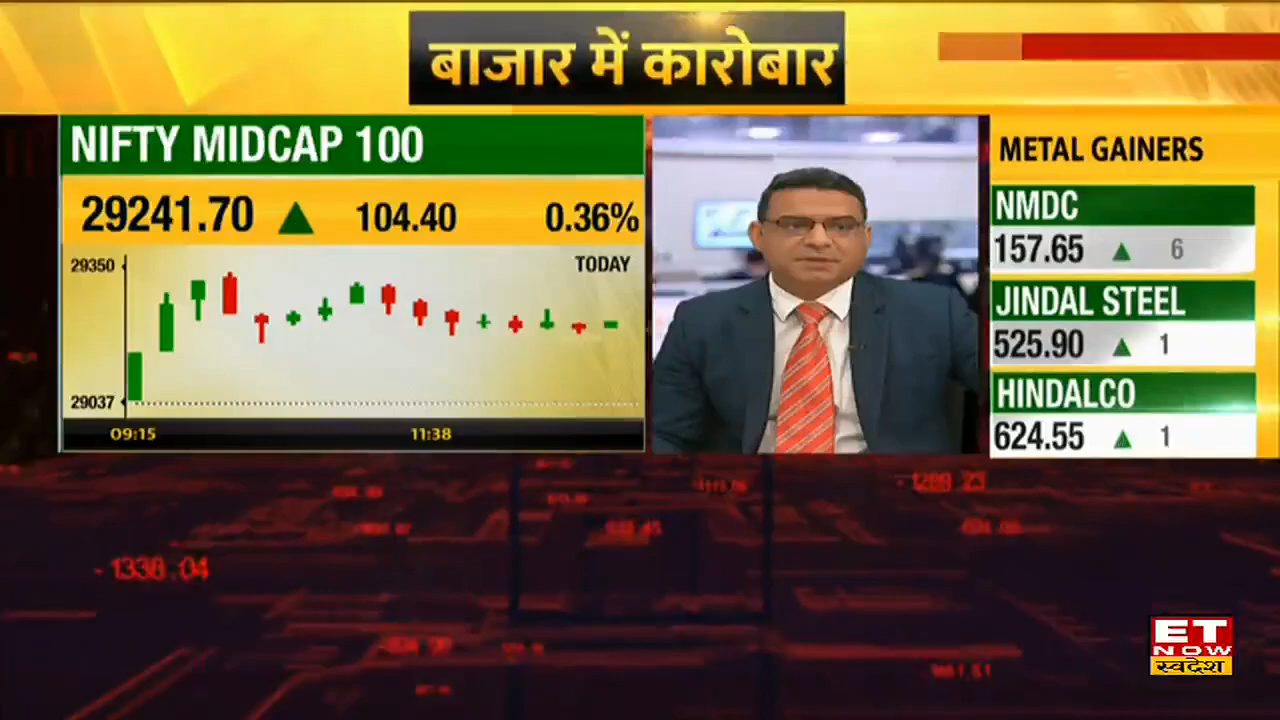 बाजार में कारोबार
NIFTY MIDCAP 100
29241.70 ▲ 104.40 0.36%
29350
TODAY
29037
09:15 11:38
METAL GAINERS
NMDC
157.65 ▲ 6
JINDAL STEEL
525.90 ▲ 1
HINDALCO
624.55 ▲ 1
-1338.04
ET
NOW
स्वदेश